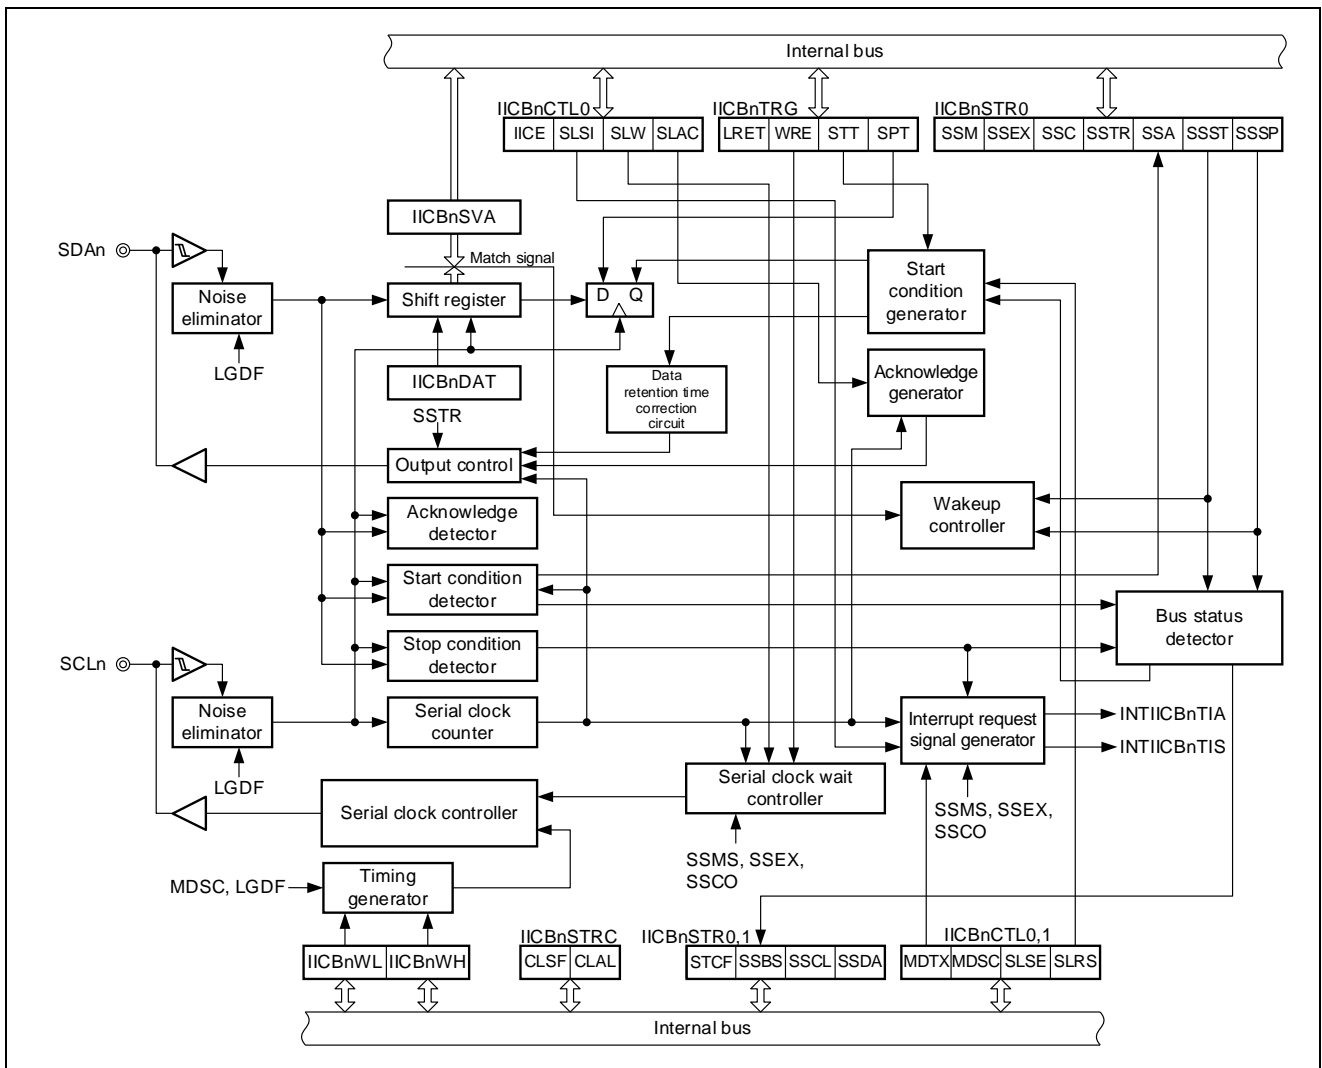 Internal bus
IICBnCTL0
IICE SLSI SLW SLAC
IICBnTRG
LRET WRE STT SPT
IICBnSTR0
SSM SSEX SSC SSTR SSA SSST SSSP
IICBnSVA
SDAn
Match signal
Noise
eliminator
LGDF
Shift register
D Q
Start
condition
generator
IICBnDAT
Data
retention time
correction
circuit
Acknowledge
generator
SSTR
Output control
Acknowledge
detector
Wakeup
controller
Start condition
detector
Bus status
detector
Stop condition
detector
SCLn
Noise
eliminator
LGDF
Serial clock
counter
Interrupt request
signal generator
INTIICBnTIA
INTIICBnTIS
Serial clock wait
controller
Serial clock controller
SSMS, SSEX,
SSCO
SSMS, SSEX,
SSCO
MDSC, LGDF
Timing
generator
IICBnWL IICBnWH
IICBnSTRC
CLSF CLAL
IICBnSTR0,1
STCF SSBS SSCL SSDA
IICBnCTL0,1
MDTX MDSC SLSE SLRS
Internal bus